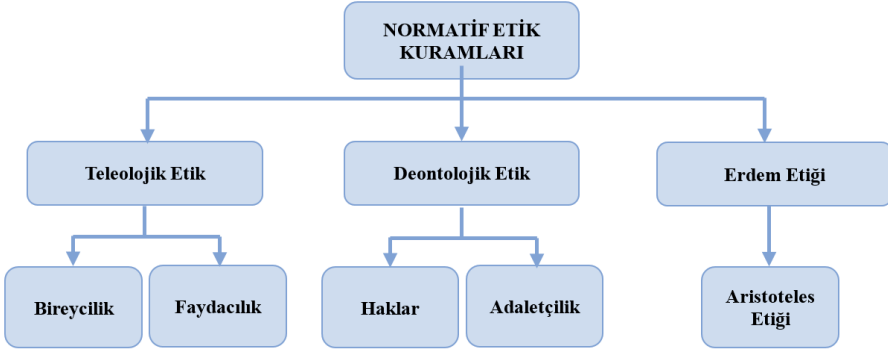 NORMATİF ETİK
KURAMLARI
Teleolojik Etik
Deontolojik Etik
Erdem Etiği
Bireycilik
Faydacılık
Haklar
Adaletçilik
Aristoteles
Etiği